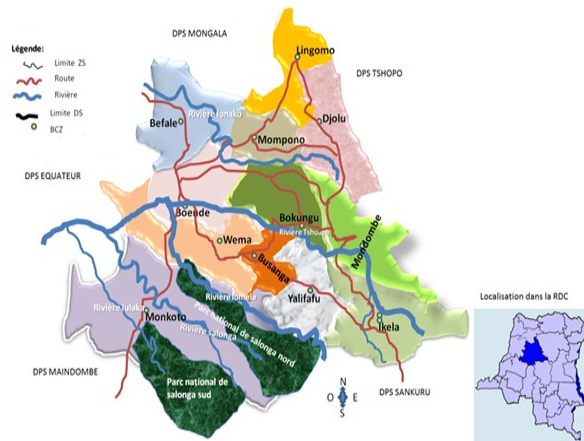 DPS MONGALA
Légende:
Limite ZS
Route
Rivière
Limite DS
BCZ
Lingomo
DPS TSHOPO
Rivière lonako
Befale
Djolu
Mompono
DPS EQUATEUR
Boende
Bokungu
Rivière Tshuapa
Wema
Mondombe
Busanga
Yalifafu
Localisation dans la RDC
Rivière lomela
Rivière lulaka
Monkoto
Parc national de salonga nord
Rivière salonga
Ikela
DPS MAINDOMBE
Parc national de
salonga sud
N
O E
S
DPS SANKURU